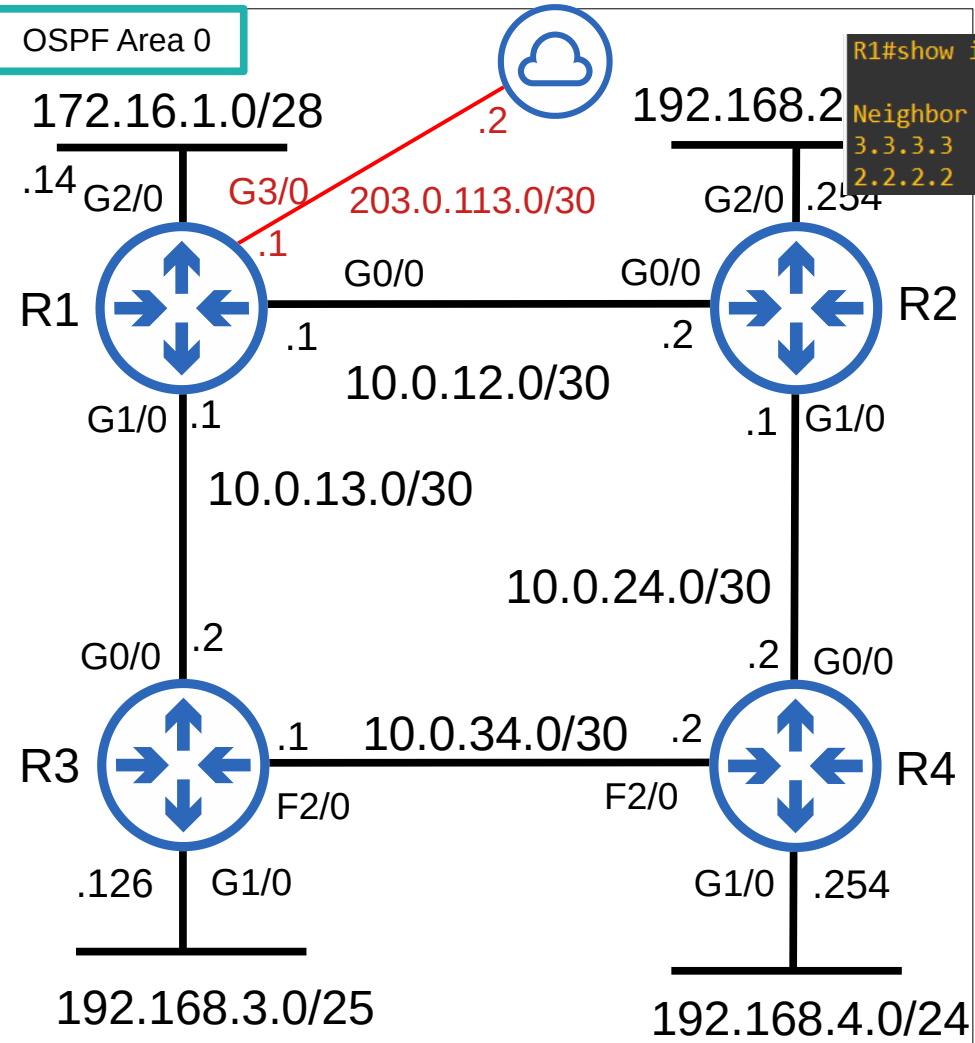 OSPF Area 0
R1#show
172.16.1.0/28
.2
192.168.2
Neighbor
3.3.3.3
2.2.2.2
.14
G2/0
G3/0
203.0.113.0/30
G2/0
.254
.1
R1
G0/0
G0/0
R2
.1
.2
10.0.12.0/30
G1/0
.1
.1
G1/0
10.0.13.0/30
10.0.24.0/30
G0/0
.2
.2
G0/0
R3
.1
10.0.34.0/30
.2
R4
F2/0
F2/0
.126
G1/0
G1/0
.254
192.168.3.0/25
192.168.4.0/24